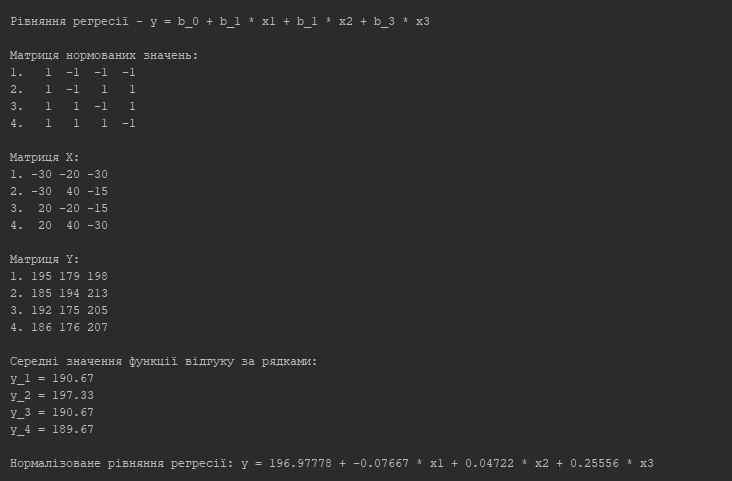 Рівняння регресії - y = b_0 + b_1 * x1 + b_1 * x2 + b_3 * x3
Матриця нормованих значень:
1.   1  -1  -1  -1
2.   1  -1   1   1
3.   1   1  -1   1
4.   1   1   1  -1
Матриця X:
1. -30 -20 -30
2. -30  40 -15
3.  20 -20 -15
4.  20  40 -30
Матриця Y:
1. 195 179 198
2. 185 194 213
3. 192 175 205
4. 186 176 207
Середні значення функції відгуку за рядками:
y_1 = 190.67
y_2 = 197.33
y_3 = 190.67
y_4 = 189.67
Нормалізоване рівняння регресії: y = 196.97778 + -0.07667 * x1 + 0.04722 * x2 + 0.25556 * x3